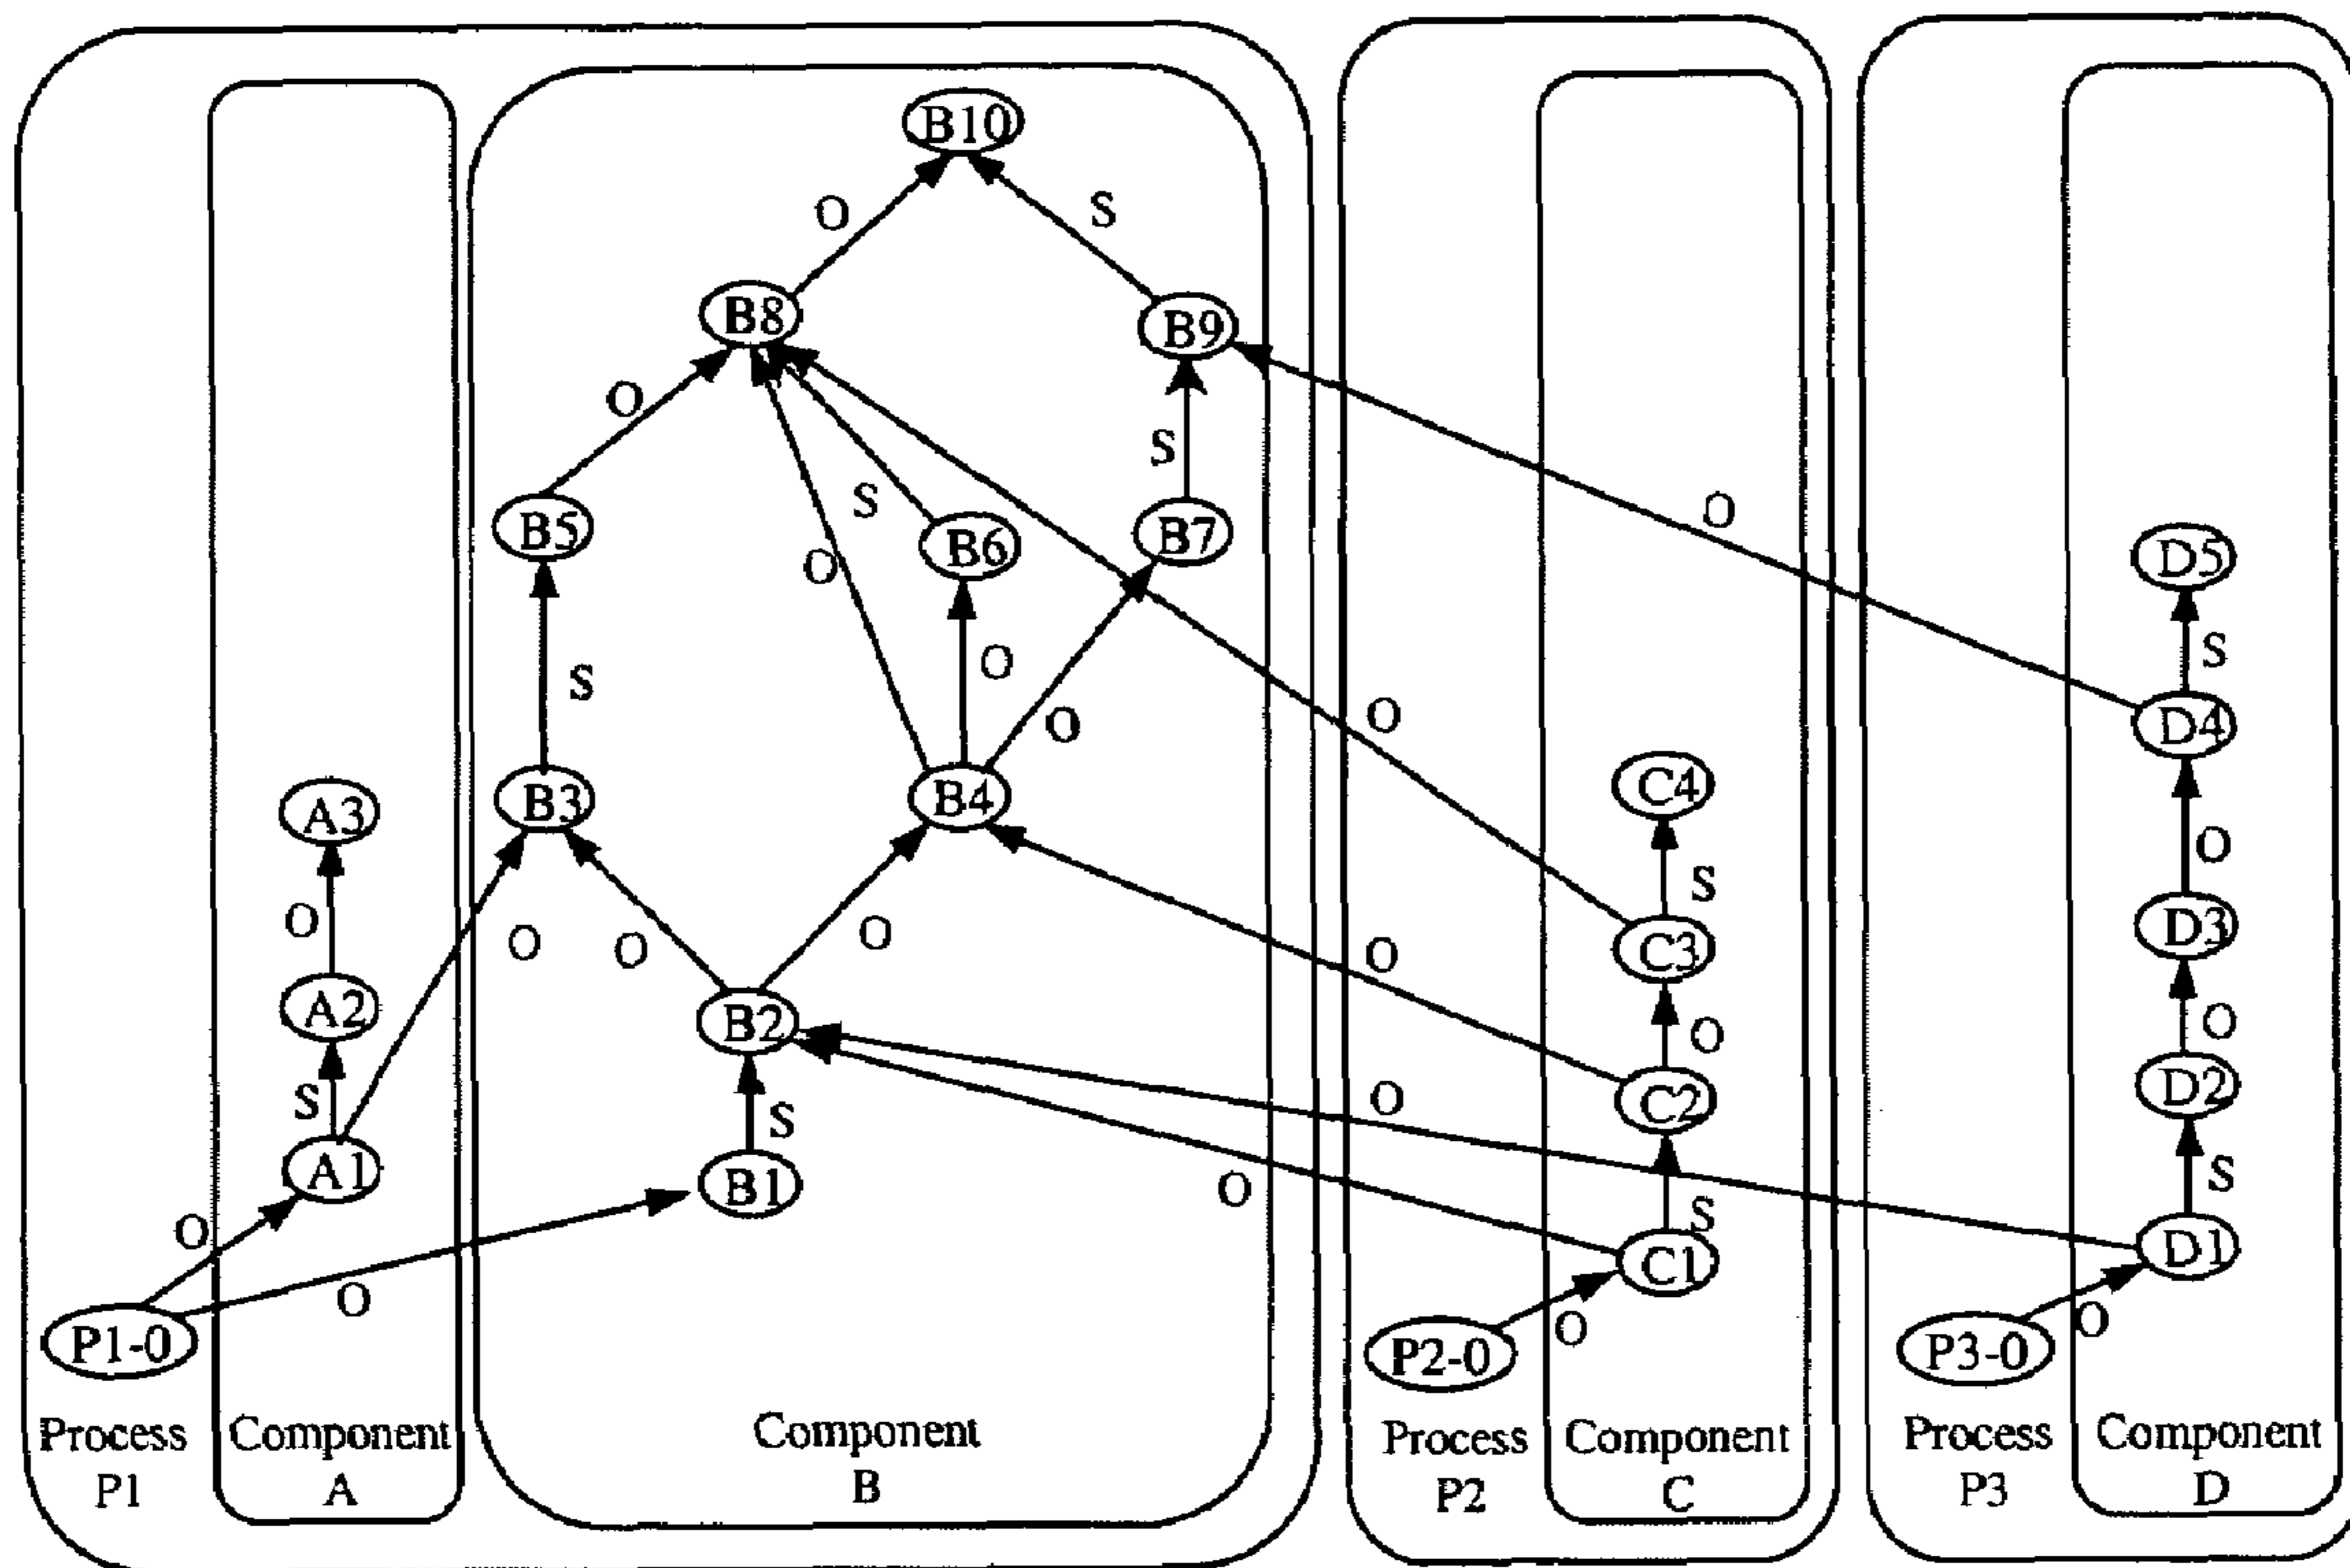 B10
O
S
B8
B9
O
S
S
O
B5
B6
B7
D5
O
S
O
S
O
O
D4
B3
B4
C4
A3
O
S
O
O
O
O
O
C3
D3
A2
B2
O
O
S
S
O
C2
D2
A1
B1
O
S
S
O
C1
D1
O
P1-0
O
P2-0
O
P3-0
Process
P1
Component
A
Component
B
Process
P2
Component
C
Process
P3
Component
D